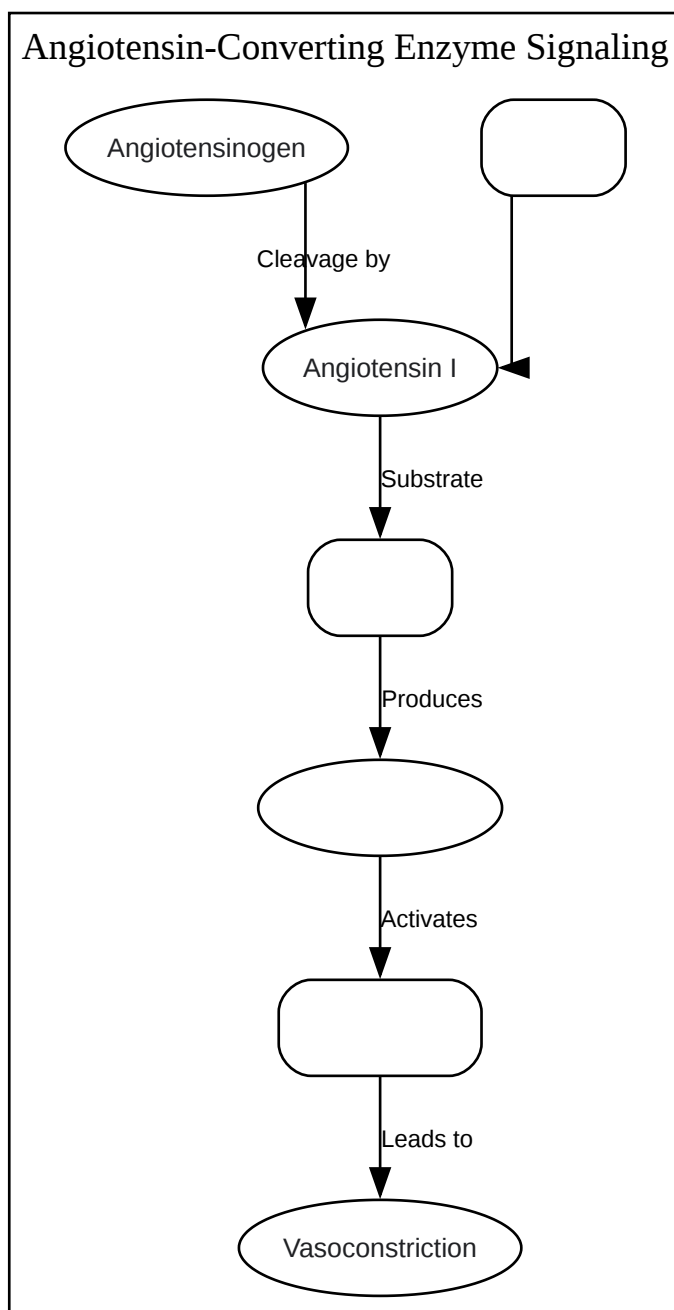 Angiotensin-Converting Enzyme Signaling
Angiotensinogen
Cleavage by
Angiotensin I
Substrate
Produces
Activates
Leads to
Vasoconstriction